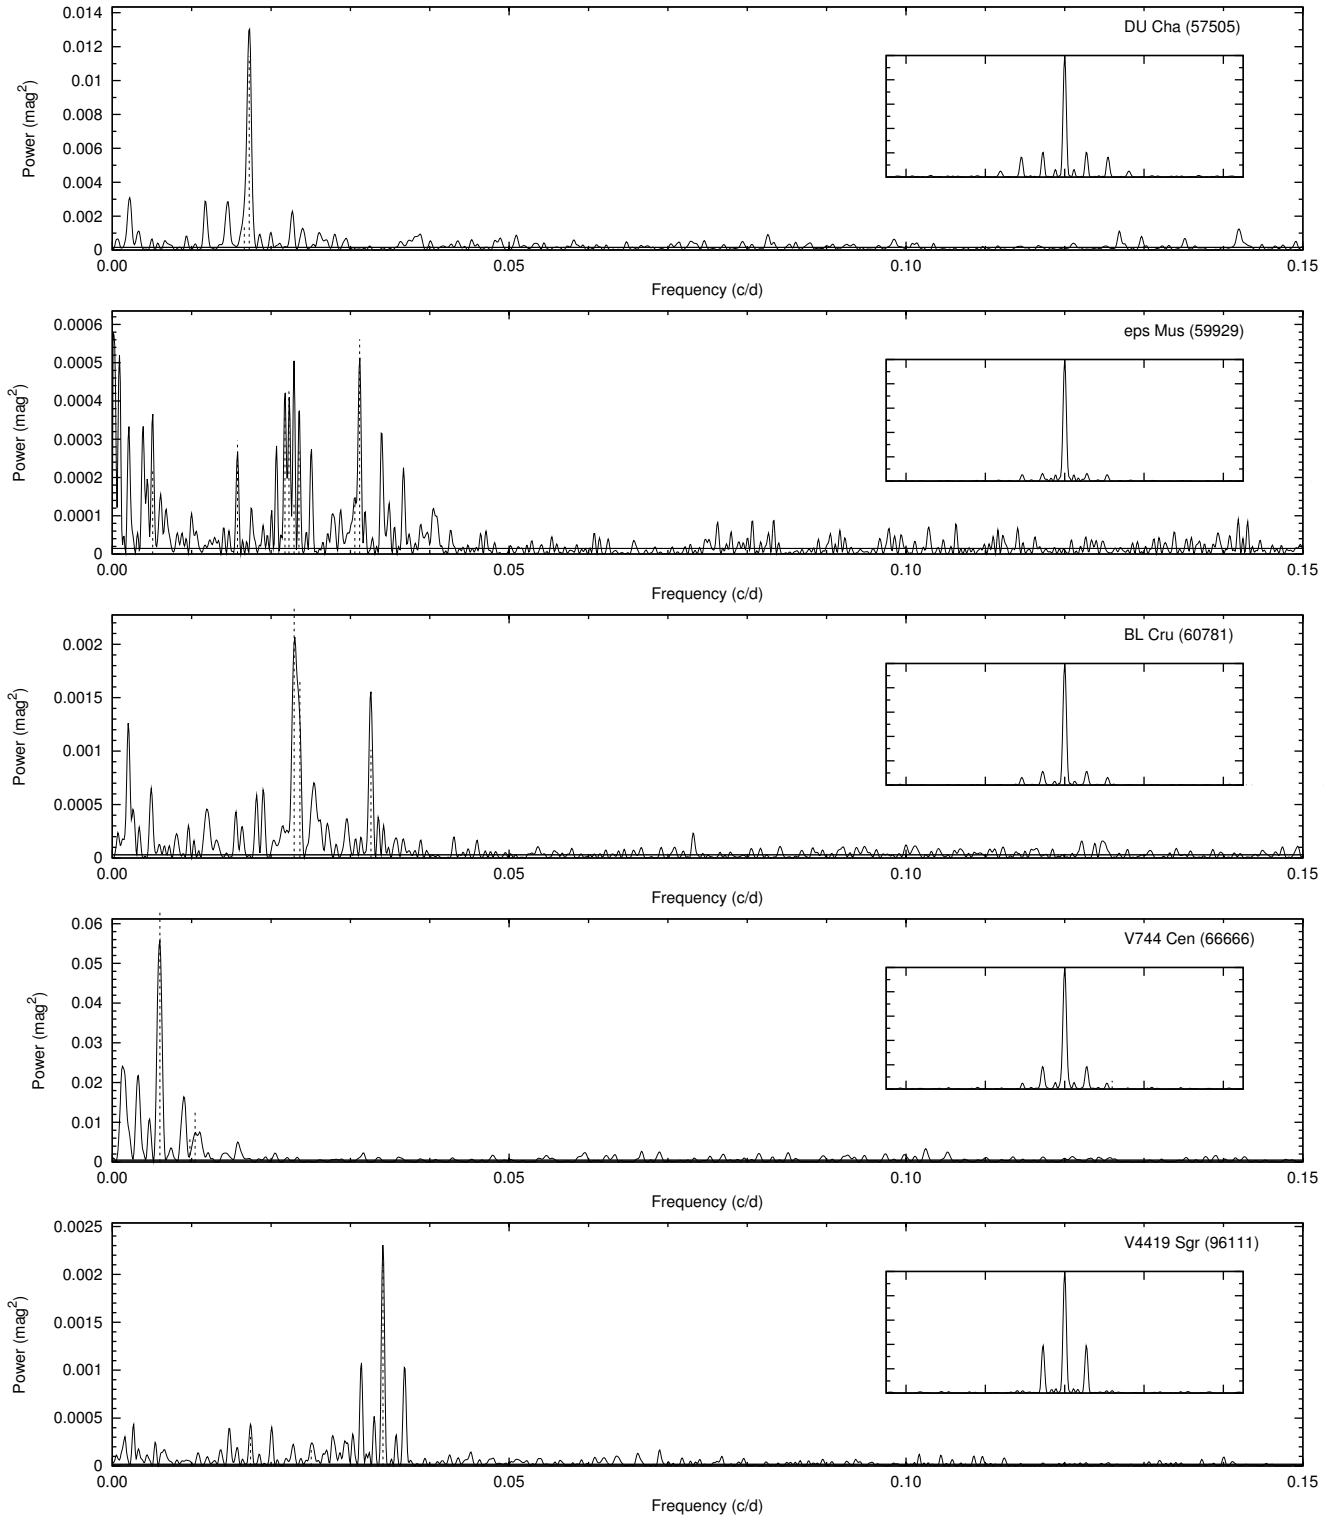 DU Cha (57505)
0.014
0.012
0.01
0.008
0.006
0.004
0.002
0
Power (mag2)
0.00 0.05 0.10 0.15
Frequency (c/d)
eps Mus (59929)
0.0006
0.0005
0.0004
0.0003
0.0002
0.0001
0
Power (mag2)
0.00 0.05 0.10 0.15
Frequency (c/d)
BL Cru (60781)
0.002
0.0015
0.001
0.0005
0
Power (mag2)
0.00 0.05 0.10 0.15
Frequency (c/d)
V744 Cen (66666)
0.06
0.05
0.04
0.03
0.02
0.01
0
Power (mag2)
0.00 0.05 0.10 0.15
Frequency (c/d)
V4419 Sgr (96111)
0.0025
0.002
0.0015
0.001
0.0005
0
Power (mag2)
0.00 0.05 0.10 0.15
Frequency (c/d)